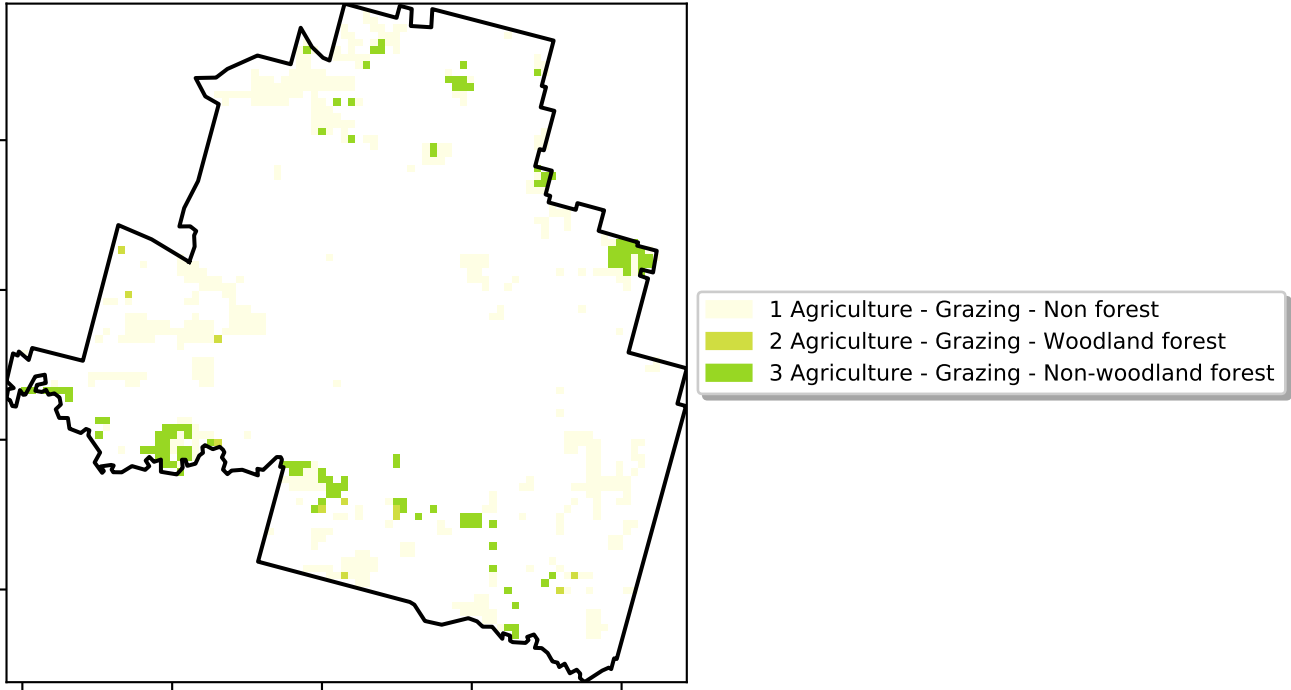 1 Agriculture - Grazing - Non forest
2 Agriculture - Grazing - Woodland forest
3 Agriculture - Grazing - Non-woodland forest